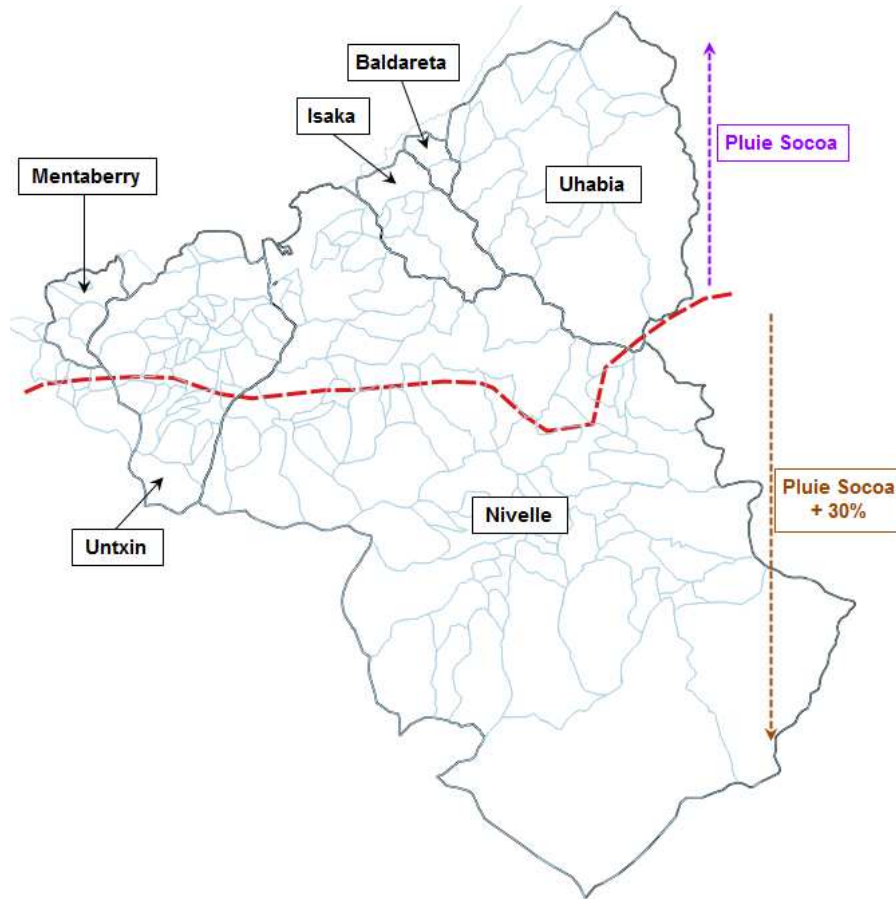 Baldareta
Isaka
Pluie Socoa
Mentaberry
Uhabia
Pluie Socoa
+ 30%
Nivelle
Untxin